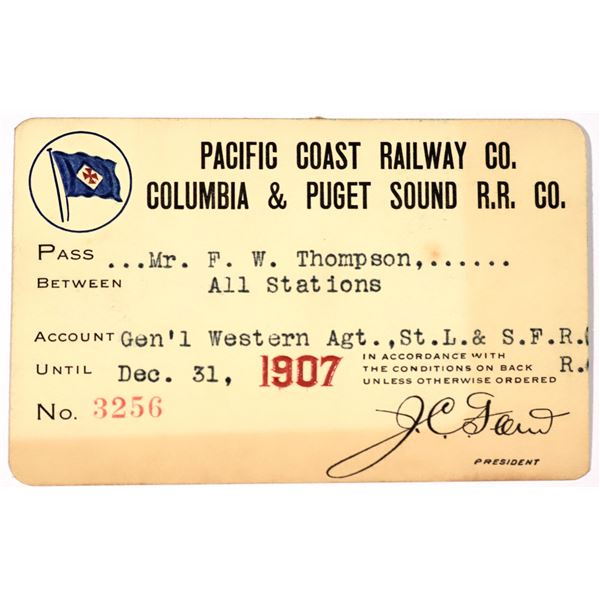 PACIFIC COAST RAILWAY CO.
COLUMBIA & PUGET SOUND R.R. CO.
PASS ...Mr. F. W. Thompson,......
BETWEEN All Stations
ACCOUNT Gen'l Western Agt.,St.L.& S.F.R.
UNTIL Dec. 31, 1907 IN ACCORDANCE WITH
THE CONDITIONS ON BACK R.
UNLESS OTHERWISE ORDERED
No. 3256
J.C. Ford
PRESIDENT